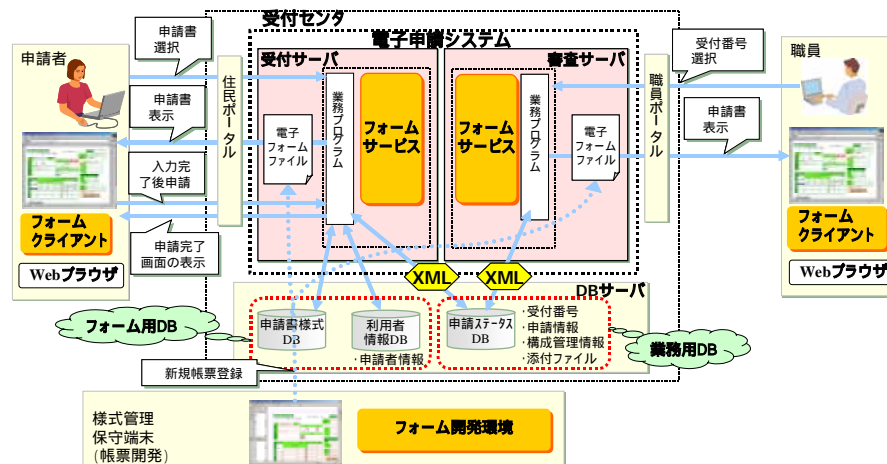 受付センタ
電子申請システム
申請者
申請書
選択
申請書
表示
入力完
了後申請
申請完了
画面の表示
フォーム
クライアント
Webブラウザ
住民ポータル
受付サーバ
電子
フォーム
ファイル
業務プログラム
フォーム
サービス
審査サーバ
フォーム
サービス
業務プログラム
電子
フォーム
ファイル
職員ポータル
受付番号
選択
申請書
表示
職員
フォーム
クライアント
Webブラウザ
XML
XML
DBサーバ
フォーム用DB
申請書様式
DB
利用者
情報DB
・申請者情報
申請ステータス
DB
・受付番号
・申請情報
・構成管理情報
・添付ファイル
業務用DB
新規帳票登録
様式管理
保守端末
(帳票開発)
フォーム開発環境